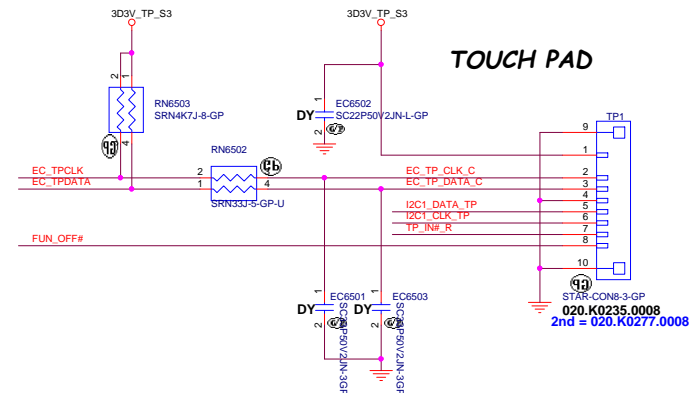 3D3V_TP_S3
3D3V_TP_S3
TOUCH PAD
2
1
RN6503
SRN4K7J-8-GP
4
1
EC6502
SC22P50V2JN-L-GP
DY
2
TP1
9
1
RN6502
EC_TPCLK
2
EC_TP_CLK_C
2
EC_TPDATA
1
4
EC_TP_DATA_C
3
SRN33J-5-GP-U
4
I2C1_DATA_TP
5
I2C1_CLK_TP
6
TP_IN#_R
7
FUN_OFF#
8
10
STAR-CON8-3-GP
020.K0235.0008
2nd = 020.K0277.0008
1
EC6501
DY
2
1
EC6503
DY
2